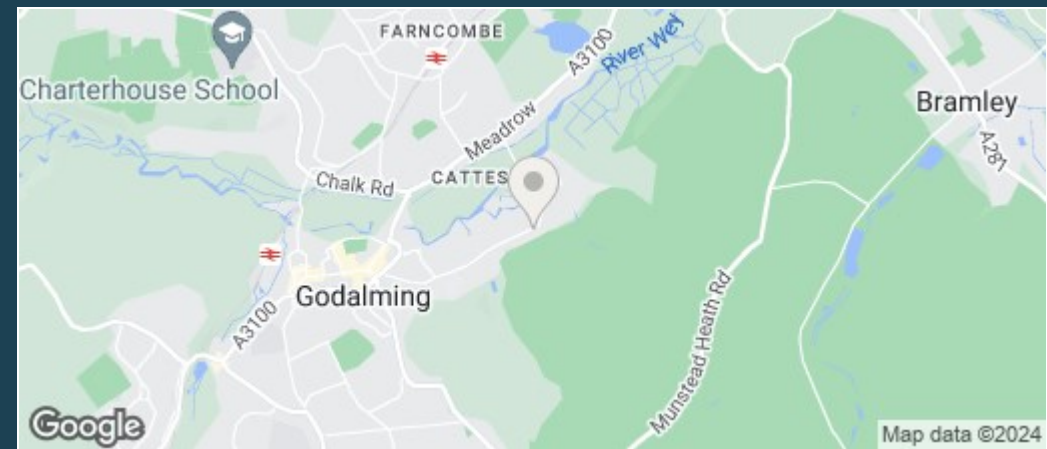 FARNCOMBE
A3100
River Wey
Charterhouse School
Bramley
Meadrow
A281
Chalk Rd
CATTES
Godalming
A3100
Munstead Heath Rd
Google
Map data ©2024